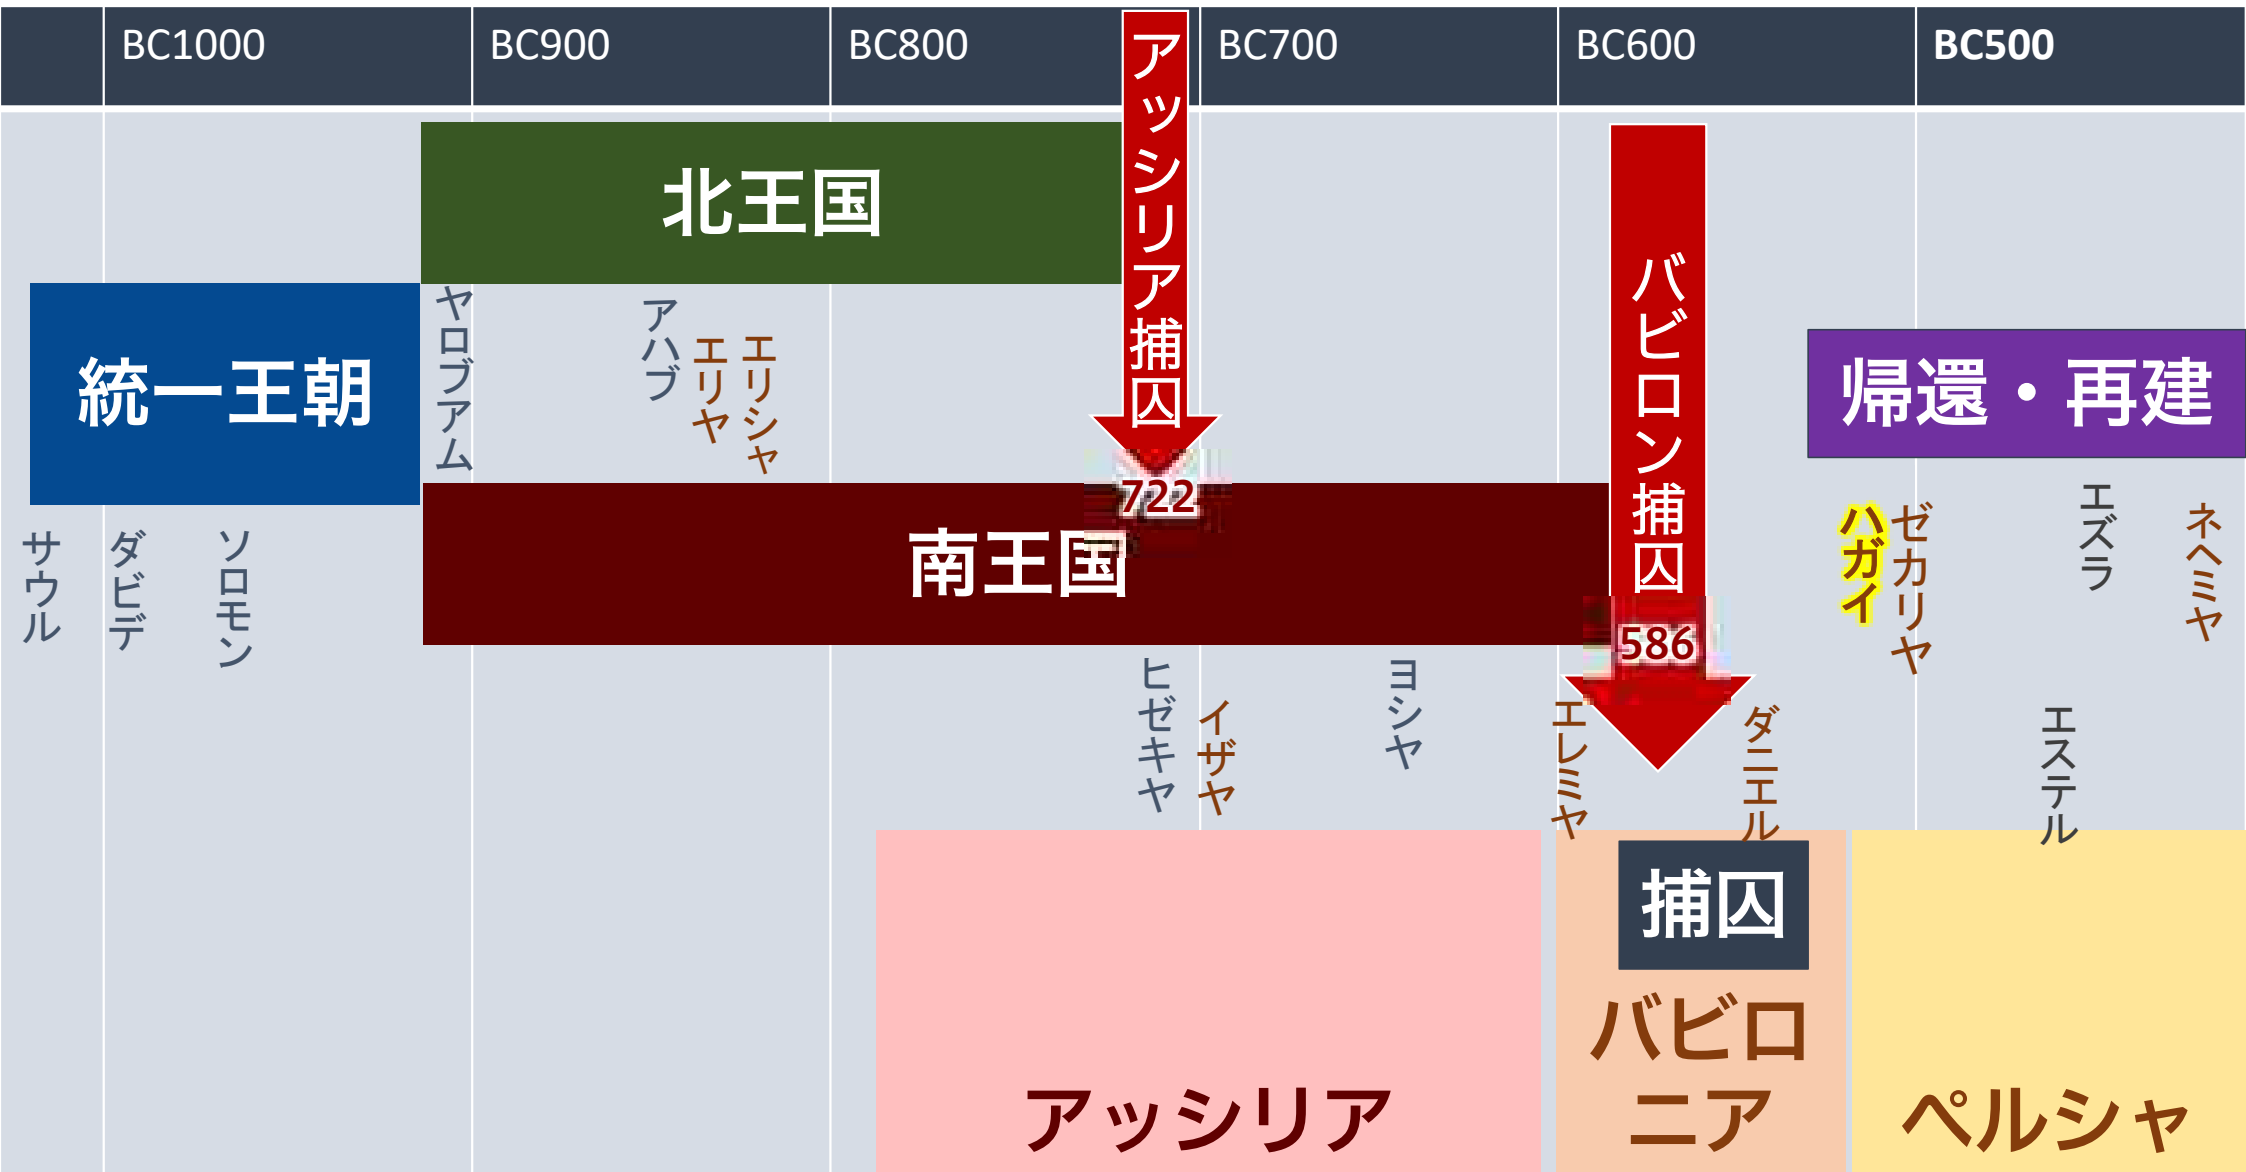 BC1000
BC900
BC800
BC700
BC600
BC500
アッシリア捕囚
722
バビロン捕囚
586
北王国
統一王朝
南王国
帰還・再建
ヤロブアム
アハブ
エリヤ
エリシャ
サウル
ダビデ
ソロモン
ヒゼキヤ
イザヤ
ヨシヤ
エレミヤ
ダニエル
ハガイ
ゼカリヤ
エズラ
ネヘミヤ
エステル
捕囚
アッシリア
バビロ
ニア
ペルシャ